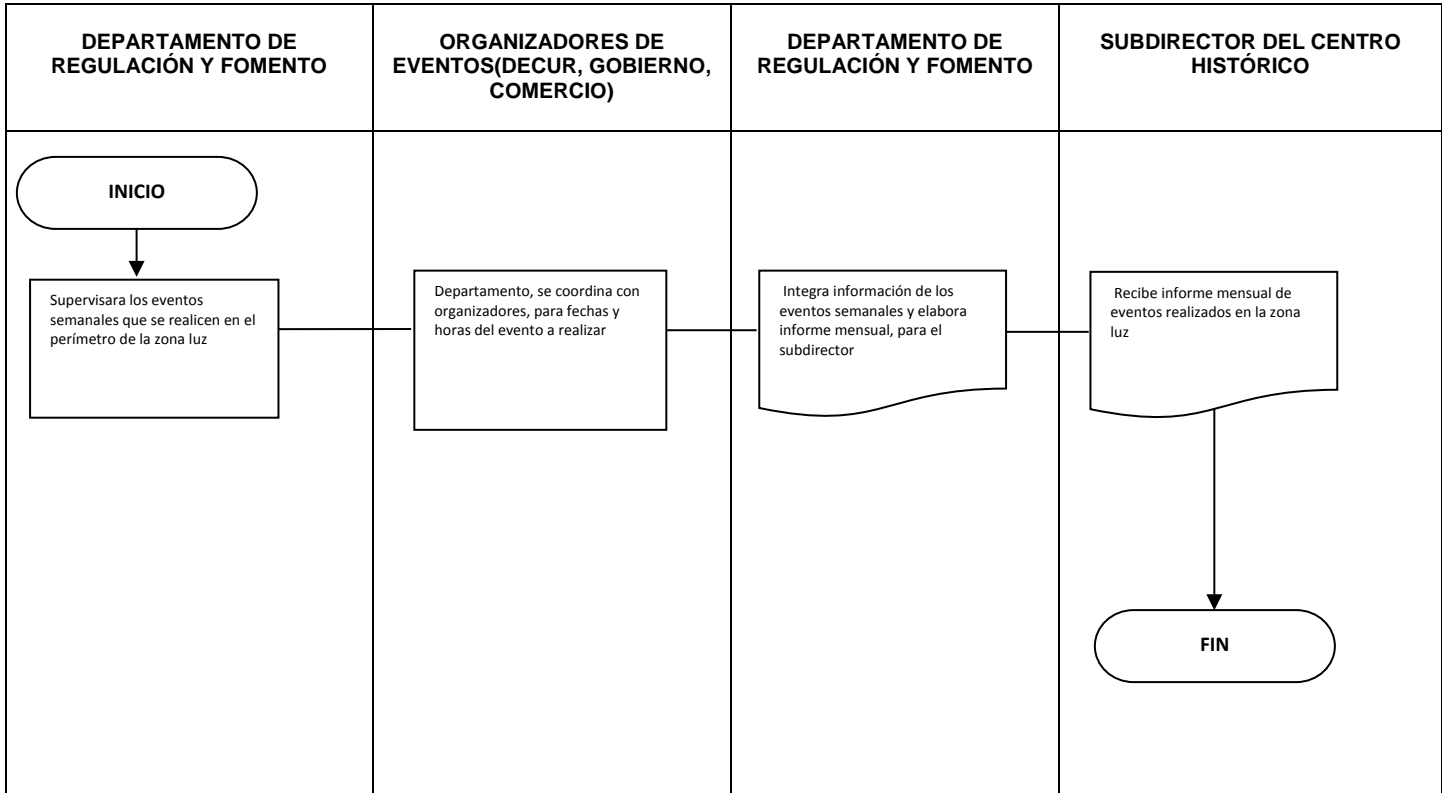 DEPARTAMENTO DE
REGULACIÓN Y FOMENTO
ORGANIZADORES DE
EVENTOS(DECUR, GOBIERNO,
COMERCIO)
DEPARTAMENTO DE
REGULACIÓN Y FOMENTO
SUBDIRECTOR DEL CENTRO
HISTÓRICO
INICIO
Supervisara los eventos
semanales que se realicen en el
perímetro de la zona luz
Departamento, se coordina con
organizadores, para fechas y
horas del evento a realizar
Integra información de los
eventos semanales y elabora
informe mensual, para el
subdirector
Recibe informe mensual de
eventos realizados en la zona
luz
FIN